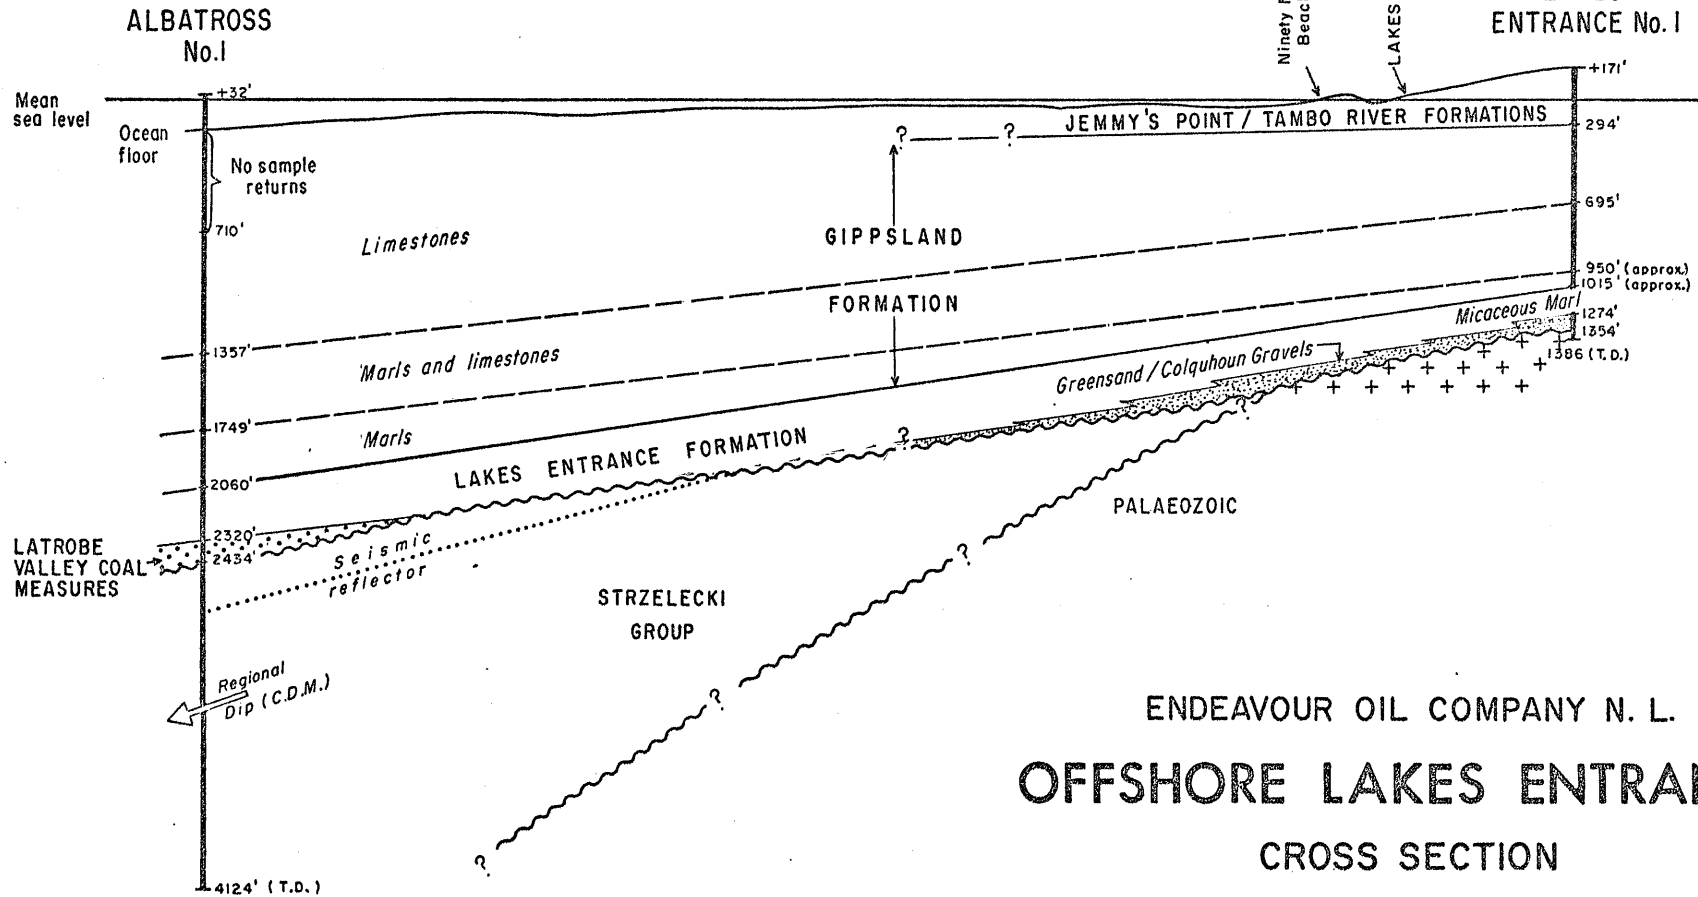 ALBATROSS
No.1
Ninety
Beac
LAKES
ENTRANCE No.1
+32'
+171'
Mean
sea level
Ocean
floor
JEMMY'S POINT / TAMBO RIVER FORMATIONS
294'
?
?
No sample
returns
695'
710'
Limestones
GIPPSLAND
950' (approx.)
1015' (approx.)
FORMATION
Micaceous Marl
1274'
1354'
1386 (T.D.)
1357'
Marls and limestones
Greensand / Colquhoun Gravels
1749'
Marls
?
?
LAKES ENTRANCE FORMATION
2060'
PALAEOZOIC
2320'
2434'
LATROBE
VALLEY COAL
MEASURES
Seismic
reflector
?
STRZELECKI
GROUP
Regional
Dip (C.D.M.)
?
ENDEAVOUR OIL COMPANY N. L.
OFFSHORE LAKES ENTRA
CROSS SECTION
?
4124' (T.D.)